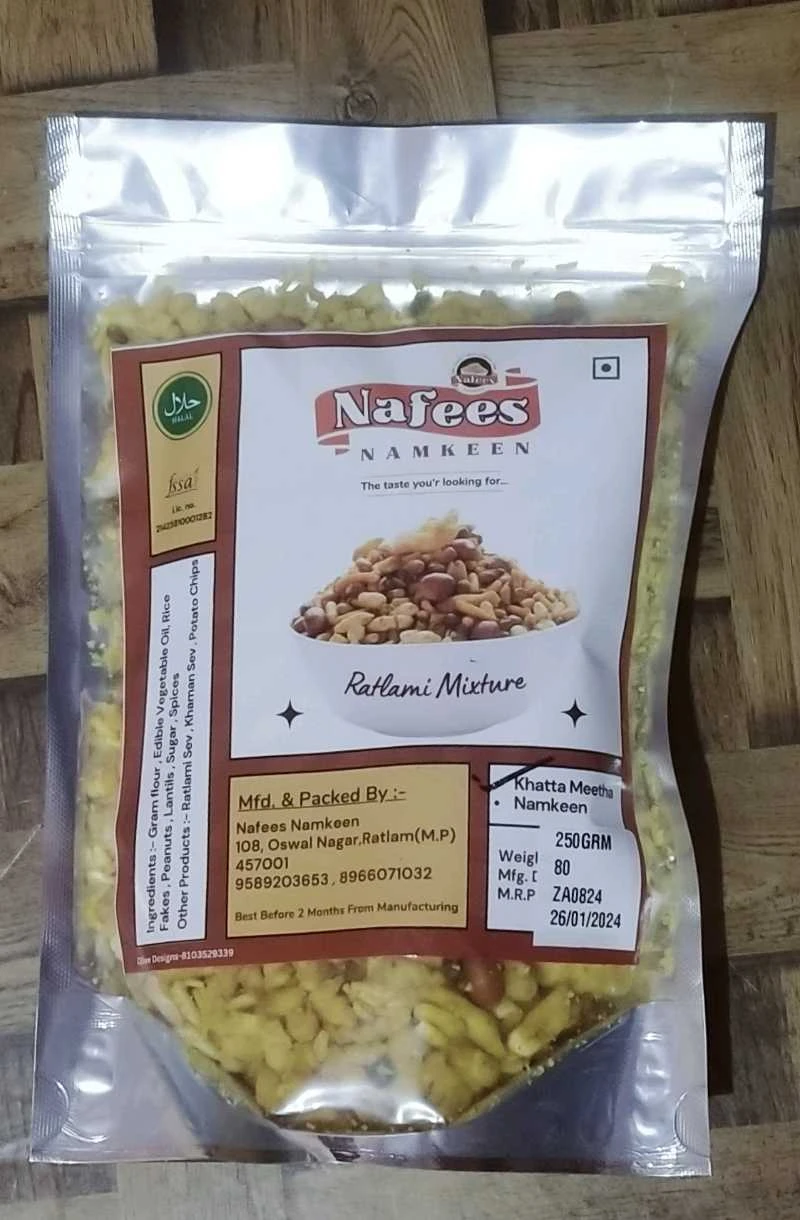 حلال
HALAL
fssai
Lic. no.
Nafees
Nafees
NAMKEEN
The taste you'r looking for...
Ratlami Mixture
Ingredients :- Gram flour , Edible Vegetable Oil, Rice
Fakes , Peanuts , Lantils , Sugar , Spices
Other Products :- Ratlami Sev , Khaman Sev , Potato Chips
Mfd. & Packed By :-
Nafees Namkeen
108, Oswal Nagar,Ratlam(M.P)
457001
9589203653 , 8966071032
Best Before 2 Months From Manufacturing
Khatta Meetha
• Namkeen
Weigl
Mfg. [
M.R.P
250GRM
80
ZA0824
26/01/2024
Designs-8103529339